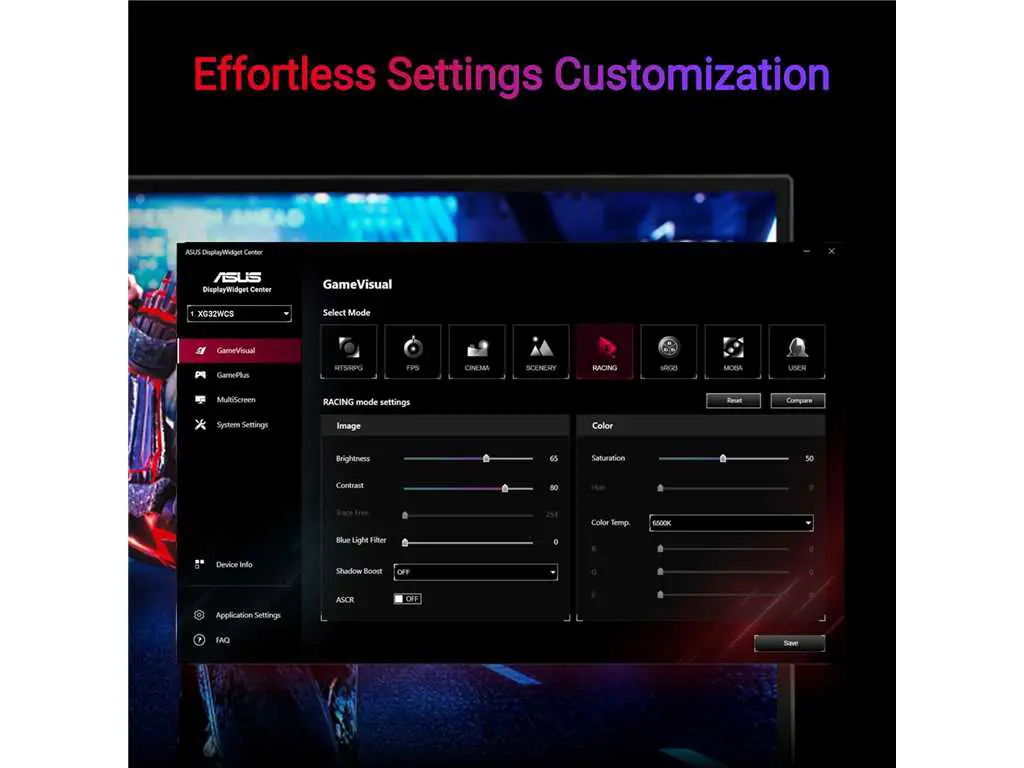 Effortless Settings Customization
ASUS DisplayWidget Center
ASUS
DisplayWidget Center
1 XG32WCS
GameVisual
GamePlus
MultiScreen
System Settings
Device Info
Application Settings
FAQ
GameVisual
Select Mode
RTS/RPG
FPS
CINEMA
SCENERY
RACING
sRGB
MOBA
USER
RACING mode settings
Reset
Compare
Image
Brightness 65
Contrast 80
Trace Free 254
Blue Light Filter 0
Shadow Boost OFF
ASCR OFF
Color
Saturation 50
Hue 0
Color Temp. 6500K
R 0
G 0
B 0
Save